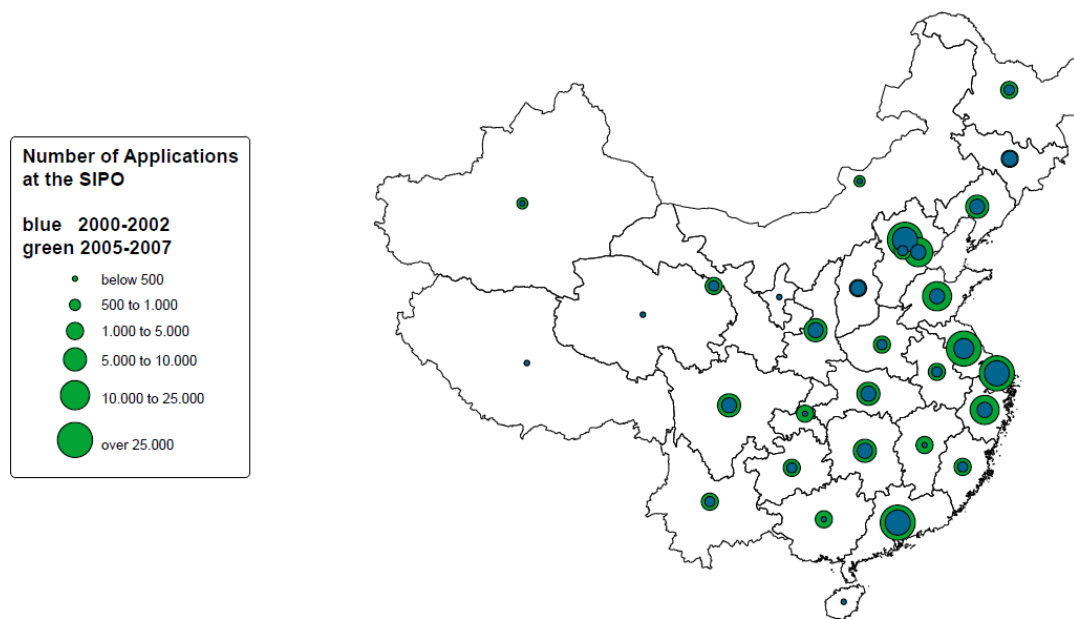 Number of Applications
at the SIPO
blue 2000-2002
green 2005-2007
below 500
500 to 1.000
1.000 to 5.000
5.000 to 10.000
10.000 to 25.000
over 25.000